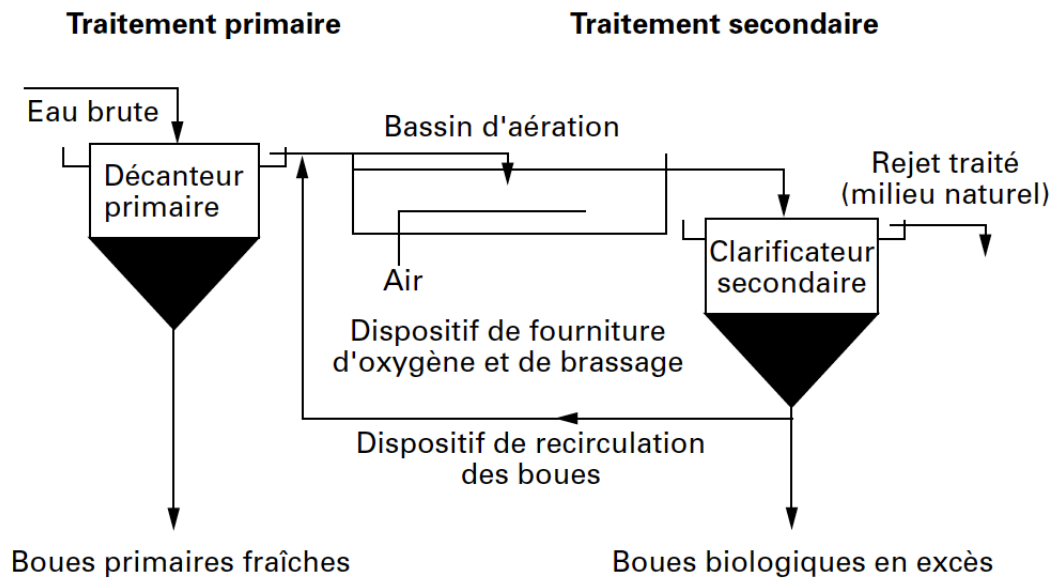 Traitement primaire
Traitement secondaire
Eau brute
Bassin d'aération
Rejet traité
(milieu naturel)
Décanteur
primaire
Clarificateur
secondaire
Air
Dispositif de fourniture
d'oxygène et de brassage
Dispositif de recirculation
des boues
Boues primaires fraîches
Boues biologiques en excès